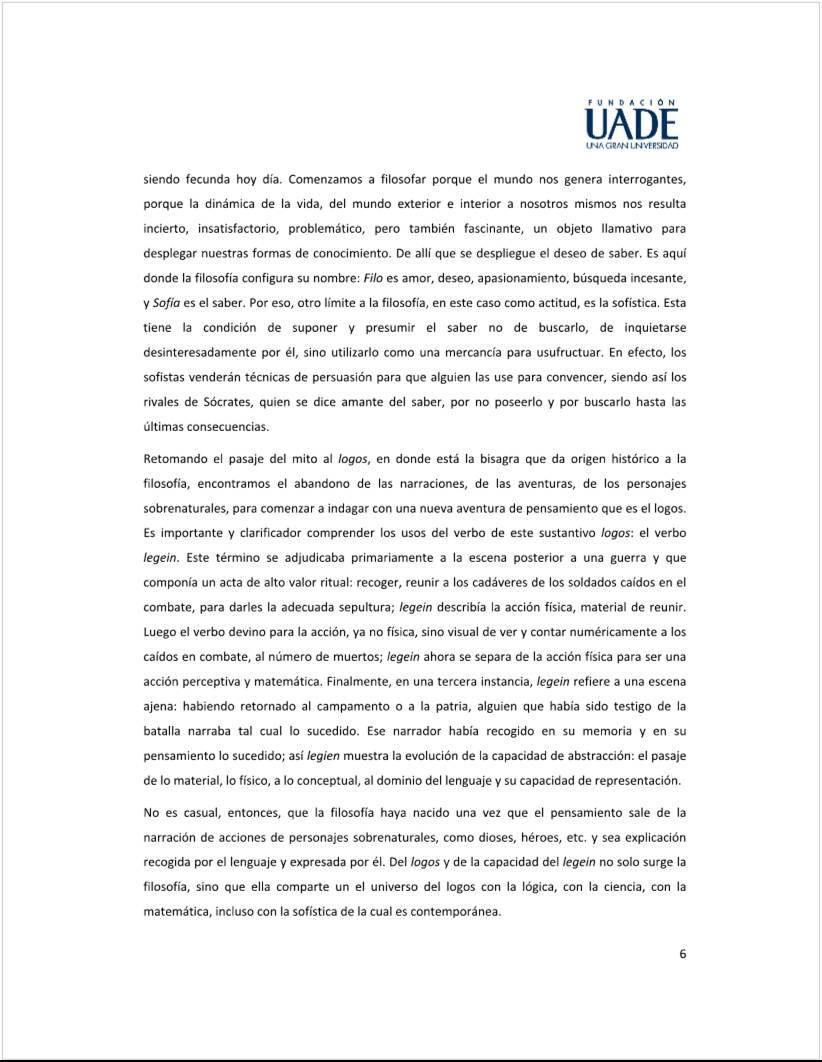 FUNDACIÓN
UADE
UNA GRAN UNIVERSIDAD
siendo fecunda hoy día. Comenzamos a filosofar porque el mundo nos genera interrogantes,
porque la dinámica de la vida, del mundo exterior e interior a nosotros mismos nos resulta
incierto, insatisfactorio, problemático, pero también fascinante, un objeto llamativo para
desplegar nuestras formas de conocimiento. De allí que se despliegue el deseo de saber. Es aquí
donde la filosofía configura su nombre: Filo es amor, deseo, apasionamiento, búsqueda incesante,
y Sofía es el saber. Por eso, otro límite a la filosofía, en este caso como actitud, es la sofística. Esta
tiene la condición de suponer y presumir el saber no de buscarlo, de inquietarse
desinteresadamente por él, sino utilizarlo como una mercancía para usufructuar. En efecto, los
sofistas venderán técnicas de persuasión para que alguien las use para convencer, siendo así los
rivales de Sócrates, quien se dice amante del saber, por no poseerlo y por buscarlo hasta las
últimas consecuencias.
Retomando el pasaje del mito al logos, en donde está la bisagra que da origen histórico a la
filosofía, encontramos el abandono de las narraciones, de las aventuras, de los personajes
sobrenaturales, para comenzar a indagar con una nueva aventura de pensamiento que es el logos.
Es importante y clarificador comprender los usos del verbo de este sustantivo logos: el verbo
legein. Este término se adjudicaba primariamente a la escena posterior a una guerra y que
componía un acta de alto valor ritual: recoger, reunir a los cadáveres de los soldados caídos en el
combate, para darles la adecuada sepultura; legein describía la acción física, material de reunir.
Luego el verbo devino para la acción, ya no física, sino visual de ver y contar numéricamente a los
caídos en combate, al número de muertos; legein ahora se separa de la acción física para ser una
acción perceptiva y matemática. Finalmente, en una tercera instancia, legein refiere a una escena
ajena: habiendo retornado al campamento o a la patria, alguien que había sido testigo de la
batalla narraba tal cual lo sucedido. Ese narrador había recogido en su memoria y en su
pensamiento lo sucedido; así legien muestra la evolución de la capacidad de abstracción: el pasaje
de lo material, lo físico, a lo conceptual, al dominio del lenguaje y su capacidad de representación.
No es casual, entonces, que la filosofía haya nacido una vez que el pensamiento sale de la
narración de acciones de personajes sobrenaturales, como dioses, héroes, etc. y sea explicación
recogida por el lenguaje y expresada por él. Del logos y de la capacidad del legein no solo surge la
filosofía, sino que ella comparte un el universo del logos con la lógica, con la ciencia, con la
matemática, incluso con la sofística de la cual es contemporánea.
6